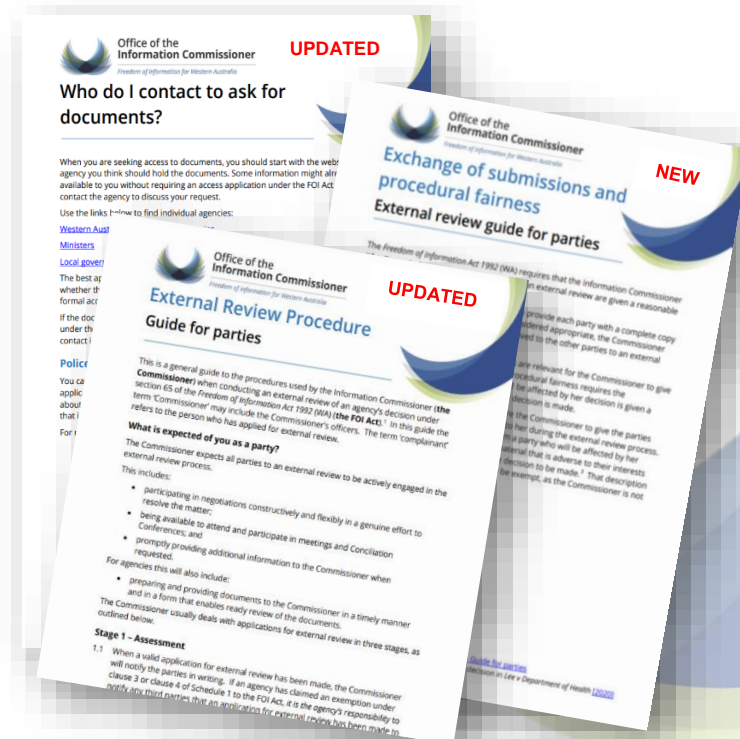 Office of the
Information Commissioner
Freedom of Information for Western Australia
UPDATED
Who do I contact to ask for
documents?
When you are seeking access to documents, you should start with the
agency you think should hold the documents. Some information might
available to you without requiring an access application under the FOI Act
contact the agency to discuss your request.
Use the links below to find individual agencies:
Western
Ministers
Local
The best
whether
formal
If the
under
contact
Police
You
about
that
For
Office of the
Information Commissioner
Freedom of Information for Western Australia
NEW
Exchange of submissions and
procedural fairness
External review guide for parties
The Freedom of Information Act 1992 (WA) requires that the Information Commissioner
in external review are given a reasonable
provide each party with a complete copy
appropriate, the Commissioner
to the other parties to an external
are relevant for the Commissioner to give
fairness requires the
be affected by her decision is given a
decision is made.
the Commissioner to give the parties
to her during the external review process.
a party who will be affected by her
that is adverse to their interests
decision to be made.³ That description
be exempt, as the Commissioner is not
Guide for parties
decision in Lee v Department of Health [2020]
Office of the
Information Commissioner
Freedom of Information for Western Australia
UPDATED
External Review Procedure
Guide for parties
This is a general guide to the procedures used by the Information Commissioner (the
Commissioner) when conducting an external review of an agency's decision under
section 65 of the Freedom of Information Act 1992 (WA) (the FOI Act).¹ In this guide the
term 'Commissioner' may include the Commissioner's officers. The term 'complainant'
refers to the person who has applied for external review.
What is expected of you as a party?
The Commissioner expects all parties to an external review to be actively engaged in the
external review process.
This includes:
• participating in negotiations constructively and flexibly in a genuine effort to
resolve the matter;
• being available to attend and participate in meetings and Conciliation
Conferences; and
• promptly providing additional information to the Commissioner when
requested.
For agencies this will also include:
• preparing and providing documents to the Commissioner in a timely manner
and in a form that enables ready review of the documents.
The Commissioner usually deals with applications for external review in three stages, as
outlined below.
Stage 1 – Assessment
1.1 When a valid application for external review has been made, the Commissioner
will notify the parties in writing. If an agency has claimed an exemption under
clause 3 or clause 4 of Schedule 1 to the FOI Act, it is the agency's responsibility to
notify any third parties that an application for external review has been made to